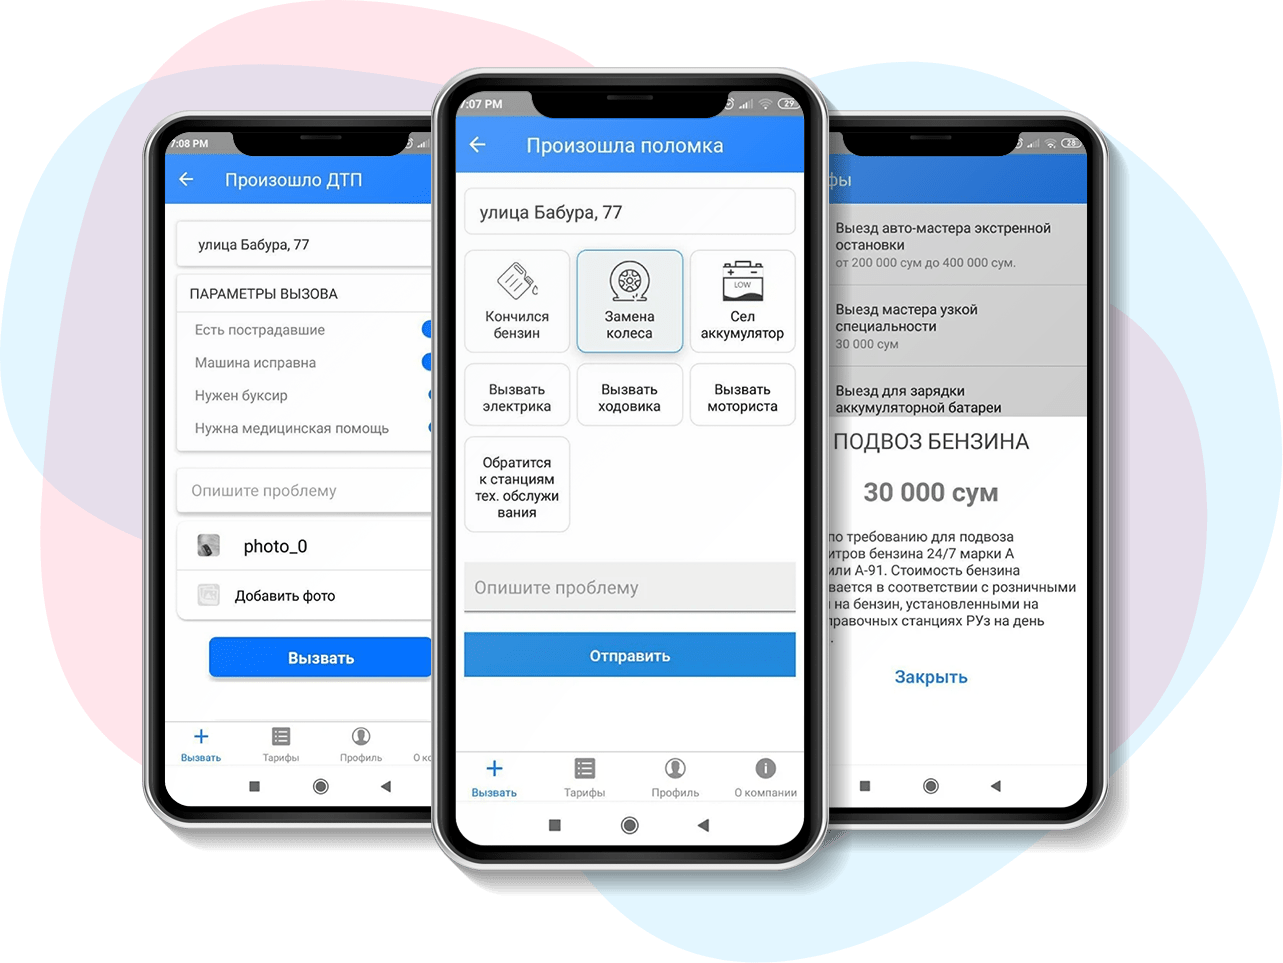 7:08 PM
Произошло ДТП
улица Бабура, 77
ПАРАМЕТРЫ ВЫЗОВА
Есть пострадавшие
Машина исправна
Нужен буксир
Нужна медицинская помощь
Опишите проблему
photo_0
Добавить фото
Вызвать
Вызвать
Тарифы
Профиль
О ко
7:07 PM
29
Произошла поломка
улица Бабура, 77
Кончился
бензин
Замена
колеса
LOW
Сел
аккумулятор
Вызвать
электрика
Вызвать
ходовика
Вызвать
моториста
Обратится
к станциям
тех. обслужи
вания
Опишите проблему
Отправить
Вызвать
Тарифы
Профиль
О компании
28
фы
Выезд авто-мастера экстренной
остановки
от 200 000 сум до 400 000 сум.
Выезд мастера узкой
специальности
30 000 сум
Выезд для зарядки
аккумуляторной батареи
ПОДВОЗ БЕНЗИНА
30 000 сум
по требованию для подвоза
итров бензина 24/7 марки А
или А-91. Стоимость бензина
вается в соответствии с розничными
и на бензин, установленными на
правочных станциях РУз на день
.
Закрыть